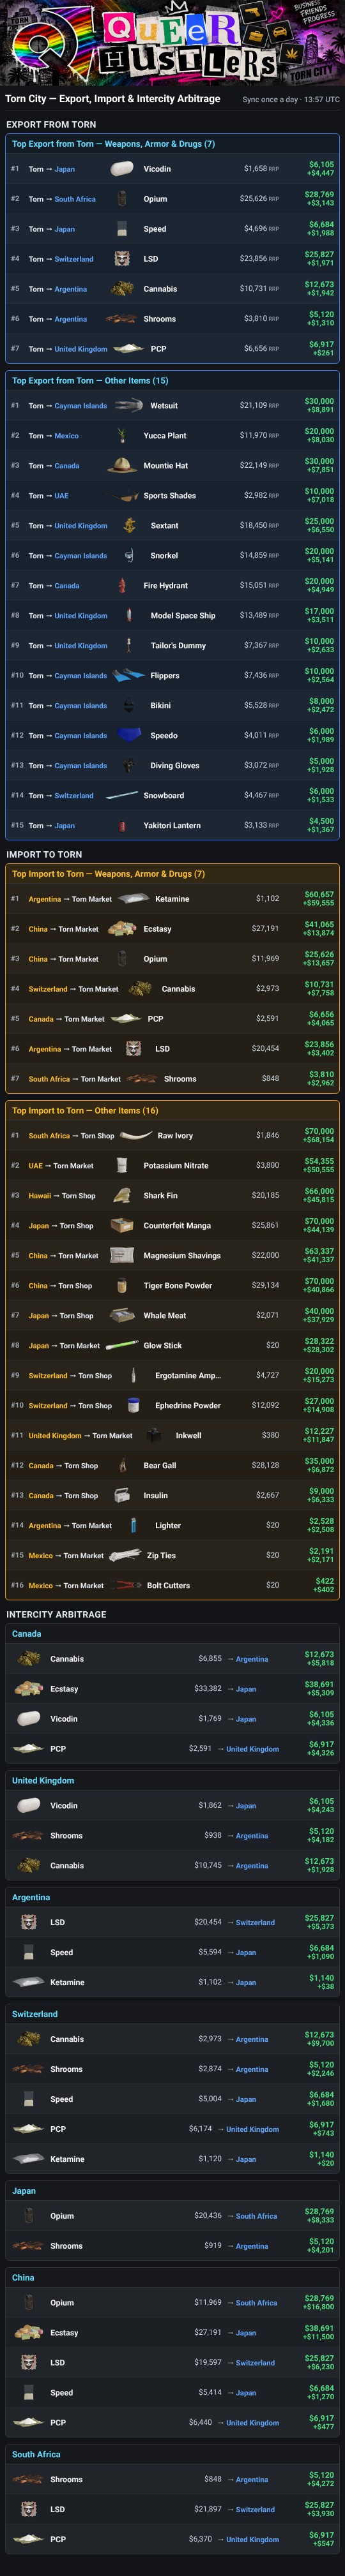 TORN
BUSINESS
FRIENDS
PROGRESS
QUEER
HUSTLERS
TORN CITY
Torn City — Export, Import & Intercity Arbitrage Sync once a day · 13:57 UTC
EXPORT FROM TORN
Top Export from Torn — Weapons, Armor & Drugs (7)
#1 Torn → Japan Vicodin $1,658 RRP $6,105
+$4,447
#2 Torn → South Africa Opium $25,626 RRP $28,769
+$3,143
#3 Torn → Japan Speed $4,696 RRP $6,684
+$1,988
#4 Torn → Switzerland LSD $23,856 RRP $25,827
+$1,971
#5 Torn → Argentina Cannabis $10,731 RRP $12,673
+$1,942
#6 Torn → Argentina Shrooms $3,810 RRP $5,120
+$1,310
#7 Torn → United Kingdom PCP $6,656 RRP $6,917
+$261
Top Export from Torn — Other Items (15)
#1 Torn → Cayman Islands Wetsuit $21,109 RRP $30,000
+$8,891
#2 Torn → Mexico Yucca Plant $11,970 RRP $20,000
+$8,030
#3 Torn → Canada Mountie Hat $22,149 RRP $30,000
+$7,851
#4 Torn → UAE Sports Shades $2,982 RRP $10,000
+$7,018
#5 Torn → United Kingdom Sextant $18,450 RRP $25,000
+$6,550
#6 Torn → Cayman Islands Snorkel $14,859 RRP $20,000
+$5,141
#7 Torn → Canada Fire Hydrant $15,051 RRP $20,000
+$4,949
#8 Torn → United Kingdom Model Space Ship $13,489 RRP $17,000
+$3,511
#9 Torn → United Kingdom Tailor's Dummy $7,367 RRP $10,000
+$2,633
#10 Torn → Cayman Islands Flippers $7,436 RRP $10,000
+$2,564
#11 Torn → Cayman Islands Bikini $5,528 RRP $8,000
+$2,472
#12 Torn → Cayman Islands Speedo $4,011 RRP $6,000
+$1,989
#13 Torn → Cayman Islands Diving Gloves $3,072 RRP $5,000
+$1,928
#14 Torn → Switzerland Snowboard $4,467 RRP $6,000
+$1,533
#15 Torn → Japan Yakitori Lantern $3,133 RRP $4,500
+$1,367
IMPORT TO TORN
Top Import to Torn — Weapons, Armor & Drugs (7)
#1 Argentina → Torn Market Ketamine $1,102 $60,657
+$59,555
#2 China → Torn Market Ecstasy $27,191 $41,065
+$13,874
#3 China → Torn Market Opium $11,969 $25,626
+$13,657
#4 Switzerland → Torn Market Cannabis $2,973 $10,731
+$7,758
#5 Canada → Torn Market PCP $2,591 $6,656
+$4,065
#6 Argentina → Torn Market LSD $20,454 $23,856
+$3,402
#7 South Africa → Torn Market Shrooms $848 $3,810
+$2,962
Top Import to Torn — Other Items (16)
#1 South Africa → Torn Shop Raw Ivory $1,846 $70,000
+$68,154
#2 UAE → Torn Market Potassium Nitrate $3,800 $54,355
+$50,555
#3 Hawaii → Torn Shop Shark Fin $20,185 $66,000
+$45,815
#4 Japan → Torn Shop Counterfeit Manga $25,861 $70,000
+$44,139
#5 China → Torn Market Magnesium Shavings $22,000 $63,337
+$41,337
#6 China → Torn Shop Tiger Bone Powder $29,134 $70,000
+$40,866
#7 Japan → Torn Shop Whale Meat $2,071 $40,000
+$37,929
#8 Japan → Torn Market Glow Stick $20 $28,322
+$28,302
#9 Switzerland → Torn Shop Ergotamine Amp... $4,727 $20,000
+$15,273
#10 Switzerland → Torn Shop Ephedrine Powder $12,092 $27,000
+$14,908
#11 United Kingdom → Torn Market Inkwell $380 $12,227
+$11,847
#12 Canada → Torn Shop Bear Gall $28,128 $35,000
+$6,872
#13 Canada → Torn Shop Insulin $2,667 $9,000
+$6,333
#14 Argentina → Torn Market Lighter $20 $2,528
+$2,508
#15 Mexico → Torn Market Zip Ties $20 $2,191
+$2,171
#16 Mexico → Torn Market Bolt Cutters $20 $422
+$402
INTERCITY ARBITRAGE
Canada
Cannabis $6,855 → Argentina $12,673
+$5,818
Ecstasy $33,382 → Japan $38,691
+$5,309
Vicodin $1,769 → Japan $6,105
+$4,336
PCP $2,591 → United Kingdom $6,917
+$4,326
United Kingdom
Vicodin $1,862 → Japan $6,105
+$4,243
Shrooms $938 → Argentina $5,120
+$4,182
Cannabis $10,745 → Argentina $12,673
+$1,928
Argentina
LSD $20,454 → Switzerland $25,827
+$5,373
Speed $5,594 → Japan $6,684
+$1,090
Ketamine $1,102 → Japan $1,140
+$38
Switzerland
Cannabis $2,973 → Argentina $12,673
+$9,700
Shrooms $2,874 → Argentina $5,120
+$2,246
Speed $5,004 → Japan $6,684
+$1,680
PCP $6,174 → United Kingdom $6,917
+$743
Ketamine $1,120 → Japan $1,140
+$20
Japan
Opium $20,436 → South Africa $28,769
+$8,333
Shrooms $919 → Argentina $5,120
+$4,201
China
Opium $11,969 → South Africa $28,769
+$16,800
Ecstasy $27,191 → Japan $38,691
+$11,500
LSD $19,597 → Switzerland $25,827
+$6,230
Speed $5,414 → Japan $6,684
+$1,270
PCP $6,440 → United Kingdom $6,917
+$477
South Africa
Shrooms $848 → Argentina $5,120
+$4,272
LSD $21,897 → Switzerland $25,827
+$3,930
PCP $6,370 → United Kingdom $6,917
+$547